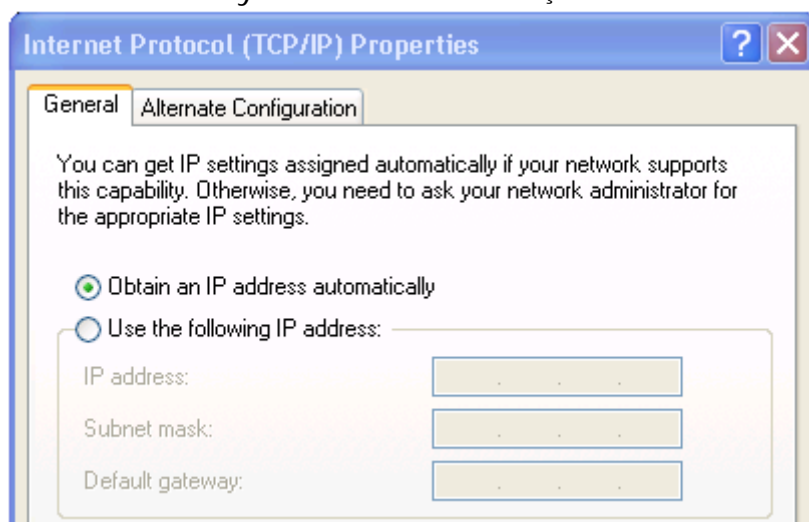 Internet Protocol (TCP/IP) Properties
General Alternate Configuration
You can get IP settings assigned automatically if your network supports
this capability. Otherwise, you need to ask your network administrator for
the appropriate IP settings.
Obtain an IP address automatically
Use the following IP address:
IP address:
Subnet mask:
Default gateway: